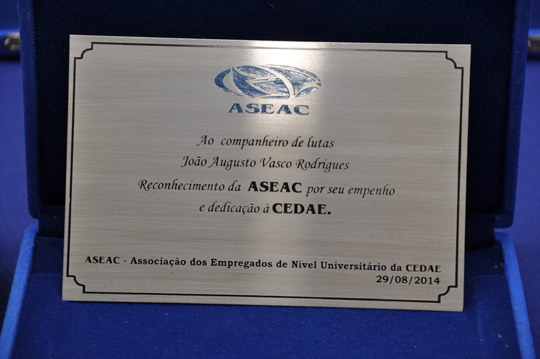 ASEAC
Ao companheiro de lutas
João Augusto Vasco Rodrigues
Reconhecimento da ASEAC por seu empenho
e dedicação à CEDAE.
ASEAC - Associação dos Empregados de Nível Universitário da CEDAE
29/08/2014